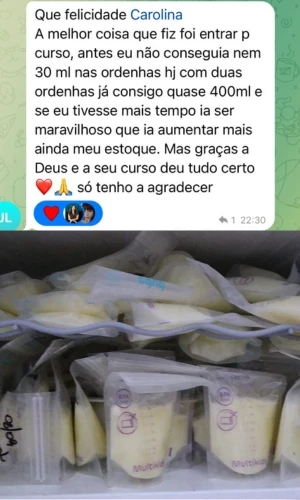 Que felicidade Carolina
A melhor coisa que fiz foi entrar p
curso, antes eu não conseguia nem
30 ml nas ordenhas hj com duas
ordenhas já consigo quase 400ml e
se eu tivesse mais tempo ia ser
maravilhoso que ia aumentar mais
ainda meu estoque. Mas graças a
Deus e a seu curso deu tudo certo
❤️🙏 só tenho a agradecer
JL
1 22:30